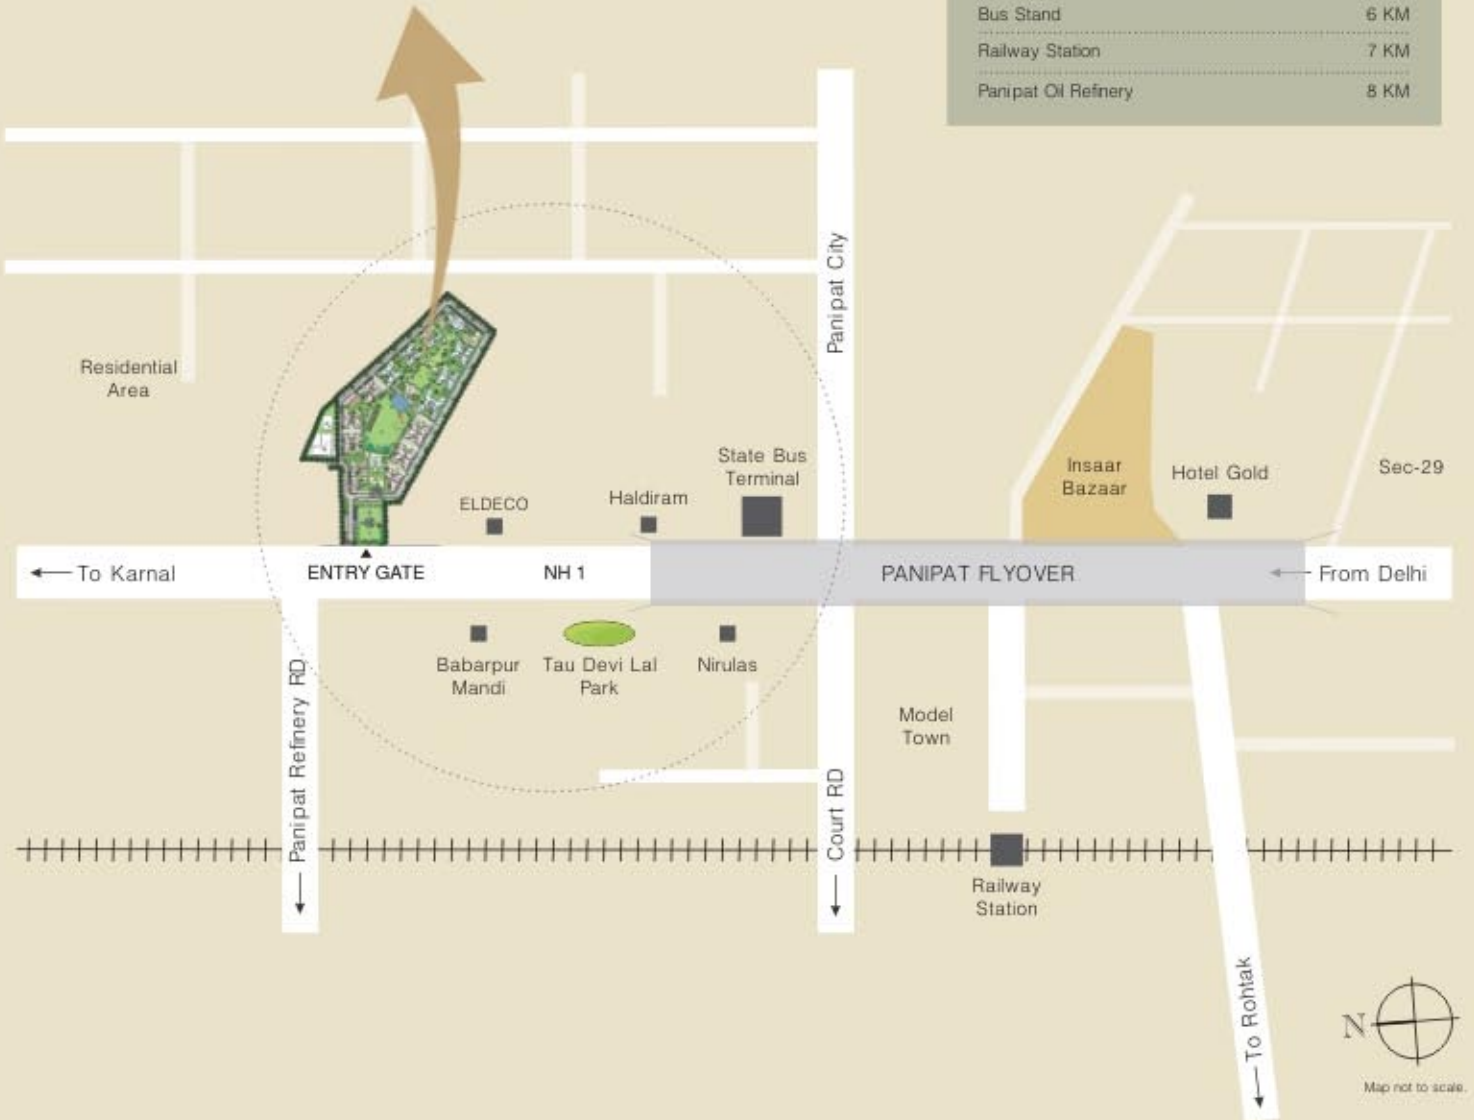 Bus Stand 6 KM
Railway Station 7 KM
Panipat Oil Refinery 8 KM
Panipat City
Residential
Area
State Bus
Terminal
Insaar
Bazaar
Hotel Gold
Sec-29
ELDECO
Haldiram
To Karnal
ENTRY GATE
NH 1
PANIPAT FLYOVER
From Delhi
Babarpur
Mandi
Tau Devi Lal
Park
Nirulas
Panipat Refinery RD
Model
Town
Court RD
Railway
Station
To Rohtak
N
Map not to scale.